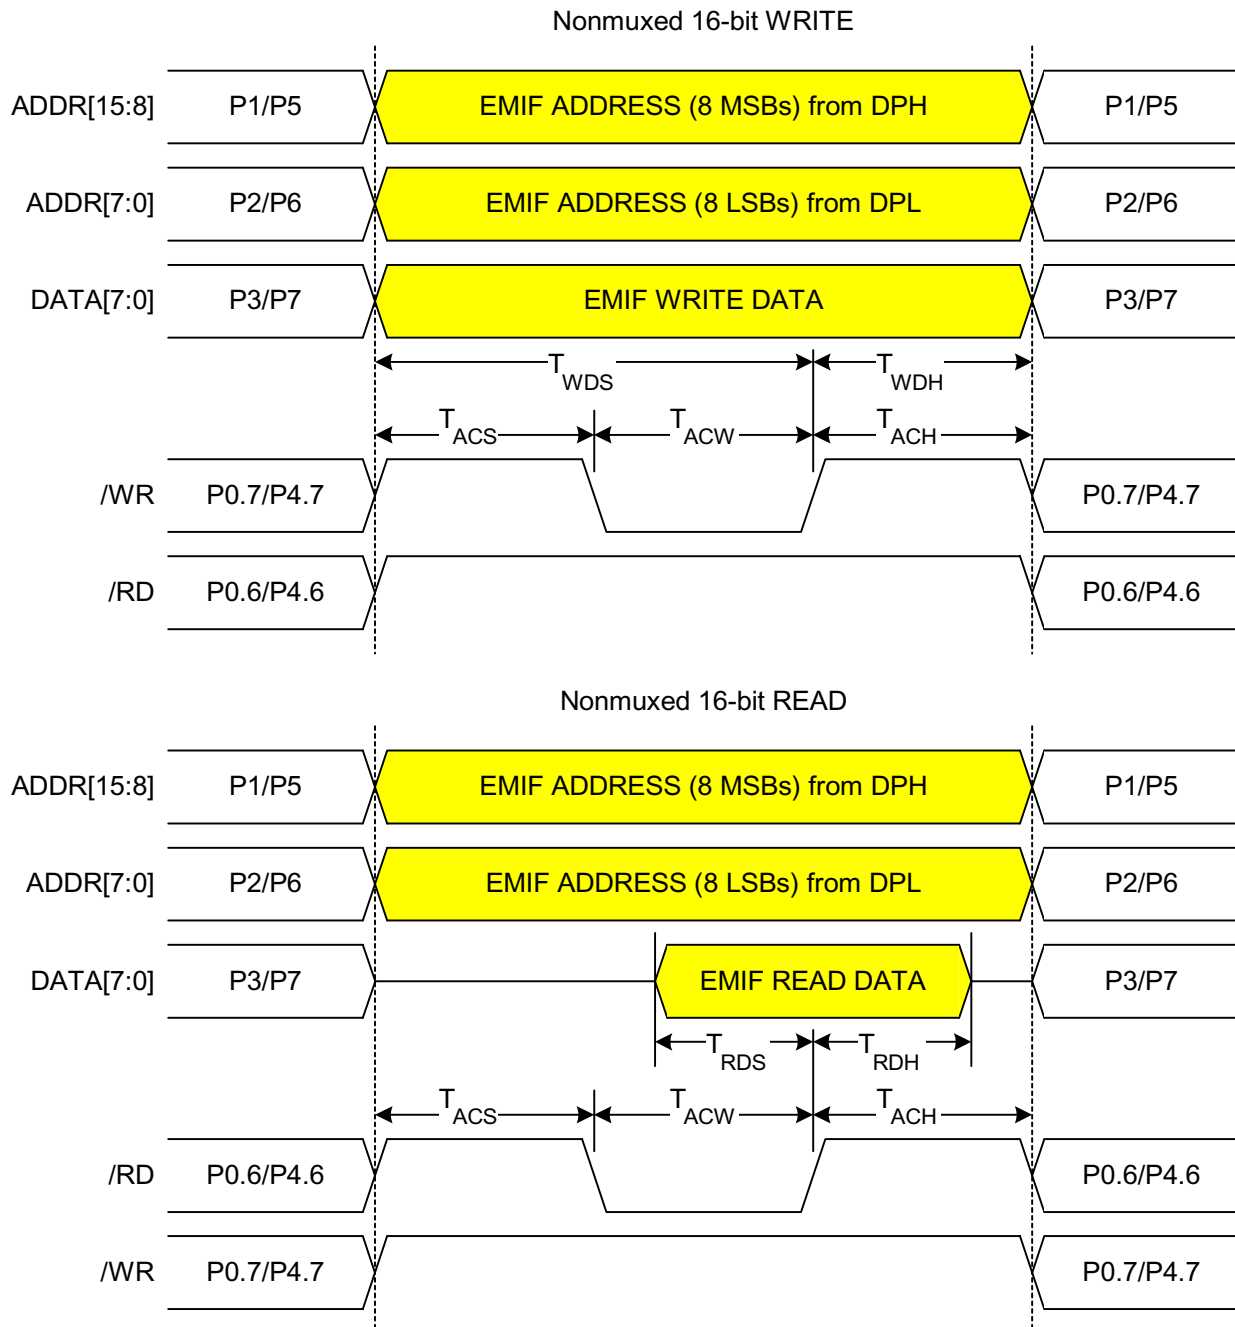 Nonmuxed 16-bit WRITE
ADDR[15:8] P1/P5 EMIF ADDRESS (8 MSBs) from DPH P1/P5
ADDR[7:0] P2/P6 EMIF ADDRESS (8 LSBs) from DPL P2/P6
DATA[7:0] P3/P7 EMIF WRITE DATA P3/P7
TWDS TWDH
TACS TACW TACH
/WR P0.7/P4.7 P0.7/P4.7
/RD P0.6/P4.6 P0.6/P4.6
Nonmuxed 16-bit READ
ADDR[15:8] P1/P5 EMIF ADDRESS (8 MSBs) from DPH P1/P5
ADDR[7:0] P2/P6 EMIF ADDRESS (8 LSBs) from DPL P2/P6
DATA[7:0] P3/P7 EMIF READ DATA P3/P7
TRDS TRDH
TACS TACW TACH
/RD P0.6/P4.6 P0.6/P4.6
/WR P0.7/P4.7 P0.7/P4.7